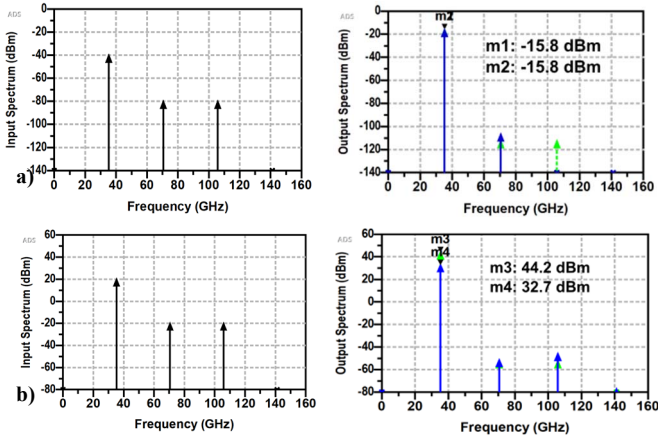 ADS
Input Spectrum (dBm)
0
-20
-40
-60
-80
-100
-120
-140
0 20 40 60 80 100 120 140 160
Frequency (GHz)
a)
ADS
Output Spectrum (dBm)
0
-20
-40
-60
-80
-100
-120
-140
m1: -15.8 dBm
m2: -15.8 dBm
0 20 40 60 80 100 120 140 160
Frequency (GHz)
ADS
Input Spectrum (dBm)
60
40
20
0
-20
-40
-60
-80
0 20 40 60 80 100 120 140 160
Frequency (GHz)
b)
ADS
Output Spectrum (dBm)
60
40
20
0
-20
-40
-60
-80
m3
m4
m3: 44.2 dBm
m4: 32.7 dBm
0 20 40 60 80 100 120 140 160
Frequency (GHz)